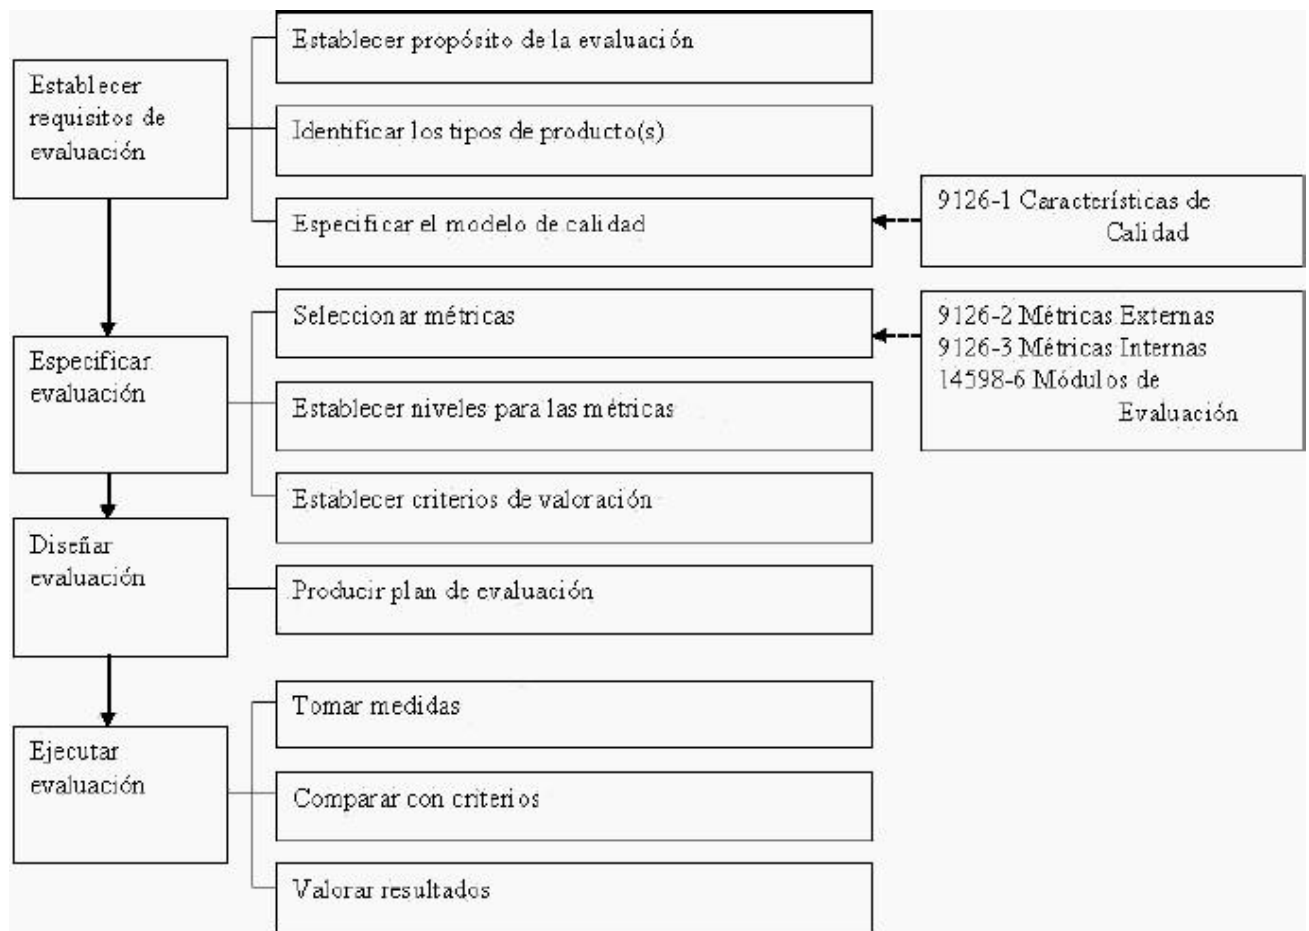 Establecer
requisitos de
evaluación
Establecer propósito de la evaluación
Identificar los tipos de producto(s)
Especificar el modelo de calidad
9126-1 Características de
Calidad
Especificar
evaluación
Seleccionar métricas
Establecer niveles para las métricas
Establecer criterios de valoración
9126-2 Métricas Externas
9126-3 Métricas Internas
14598-6 Módulos de
Evaluación
Diseñar
evaluación
Producir plan de evaluación
Ejecutar
evaluación
Tomar medidas
Comparar con criterios
Valorar resultados